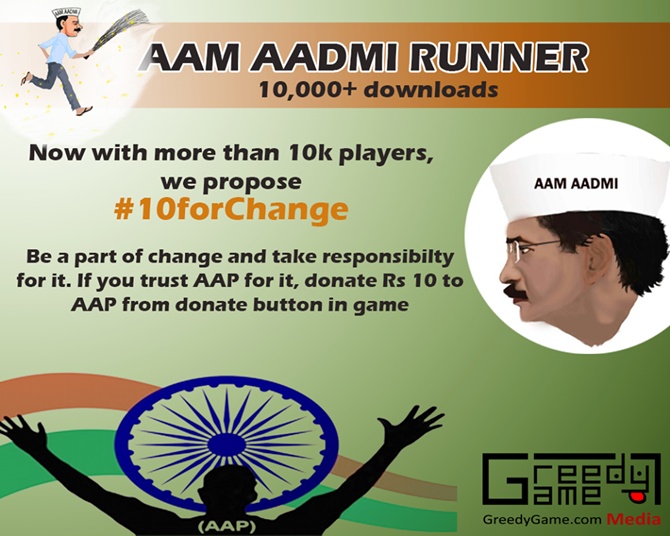 AAM AADMI
AAM AADMI RUNNER
10,000+ downloads
Now with more than 10k players,
we propose
#10forChange
Be a part of change and take responsibilty
for it. If you trust AAP for it, donate Rs 10 to
AAP from donate button in game
AAM AADMI
(AAP)
Greedy
Game
GreedyGame.com Media